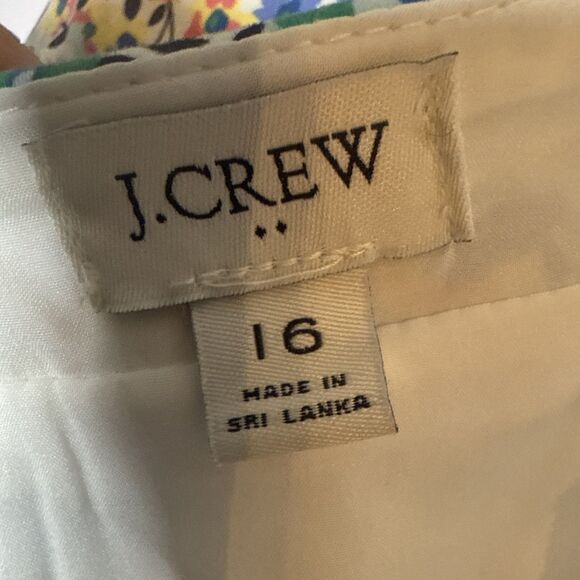 J.CREW
16
MADE IN
SRI LANKA